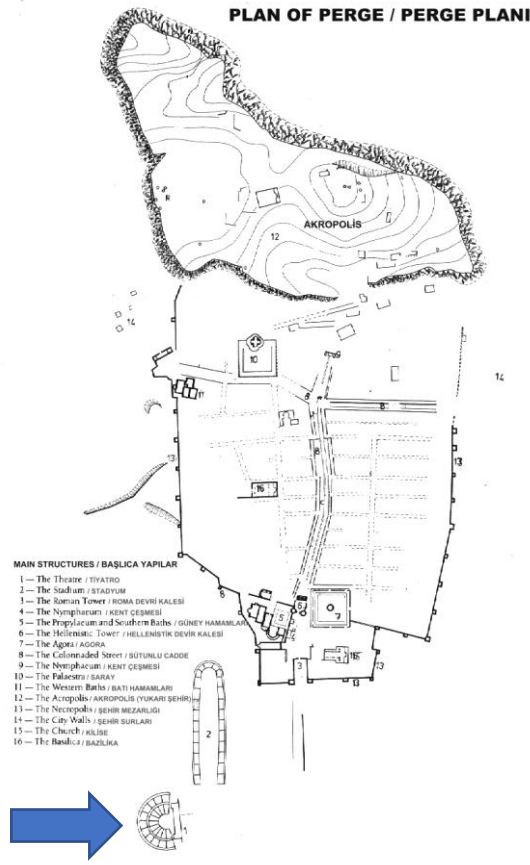 PLAN OF PERGE / PERGE PLANI
R
AKROPOLİS
12
14
10
9
11
14
8
8
8
13
13
16
MAIN STRUCTURES / BAŞLICA YAPILAR
1 — The Theatre / TİYATRO
2 — The Stadium / STADYUM
3 — The Roman Tower / ROMA DEVRİ KALESİ
4 — The Nymphaeum / KENT ÇEŞMESİ
5 — The Propylaeum and Southern Baths / GÜNEY HAMAMLARI
6 — The Hellenistic Tower / HELLENİSTİK DEVİR KALESİ
7 — The Agora / AGORA
8 — The Colonnaded Street / SÜTUNLU CADDE
9 — The Nymphaeum / KENT ÇEŞMESİ
10 — The Palaestra / SARAY
11 — The Western Baths / BATI HAMAMLARI
12 — The Acropolis / AKROPOLİS (YUKARI ŞEHİR)
13 — The Necropolis / ŞEHİR MEZARLIĞI
14 — The City Walls / ŞEHİR SURLARI
15 — The Church / KİLİSE
16 — The Basilica / BAZİLİKA
8
5
6
7
3
13
13
2